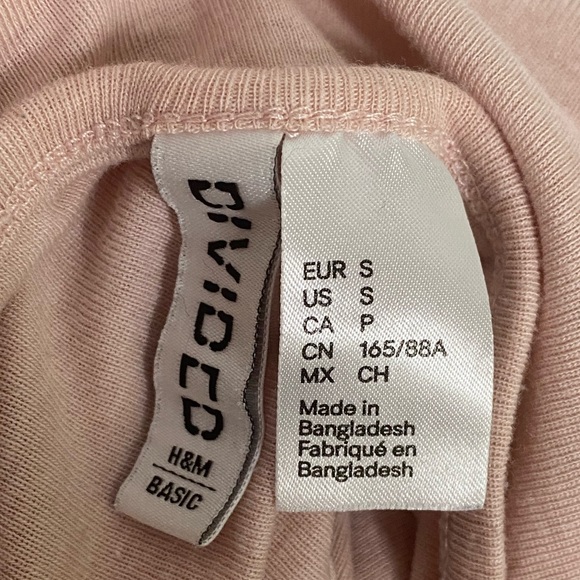 DIVIDED
H&M
BASIC
EUR S
US S
CA P
CN 165/88A
MX CH
Made in
Bangladesh
Fabriqué en
Bangladesh